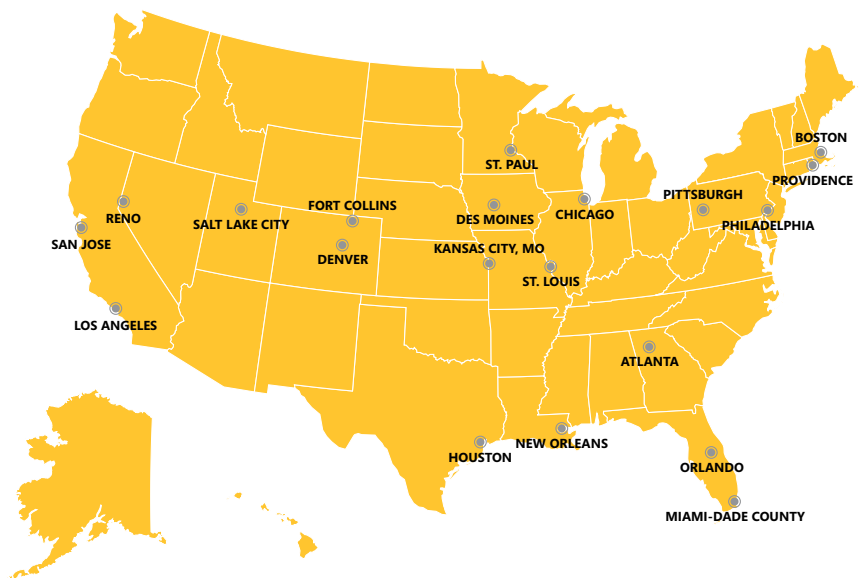 BOSTON
ST. PAUL
PROVIDENCE
PITTSBURGH
FORT COLLINS
CHICAGO
RENO
SALT LAKE CITY
DES MOINES
PHILADELPHIA
SAN JOSE
KANSAS CITY, MO
DENVER
ST. LOUIS
LOS ANGELES
ATLANTA
NEW ORLEANS
HOUSTON
ORLANDO
MIAMI-DADE COUNTY